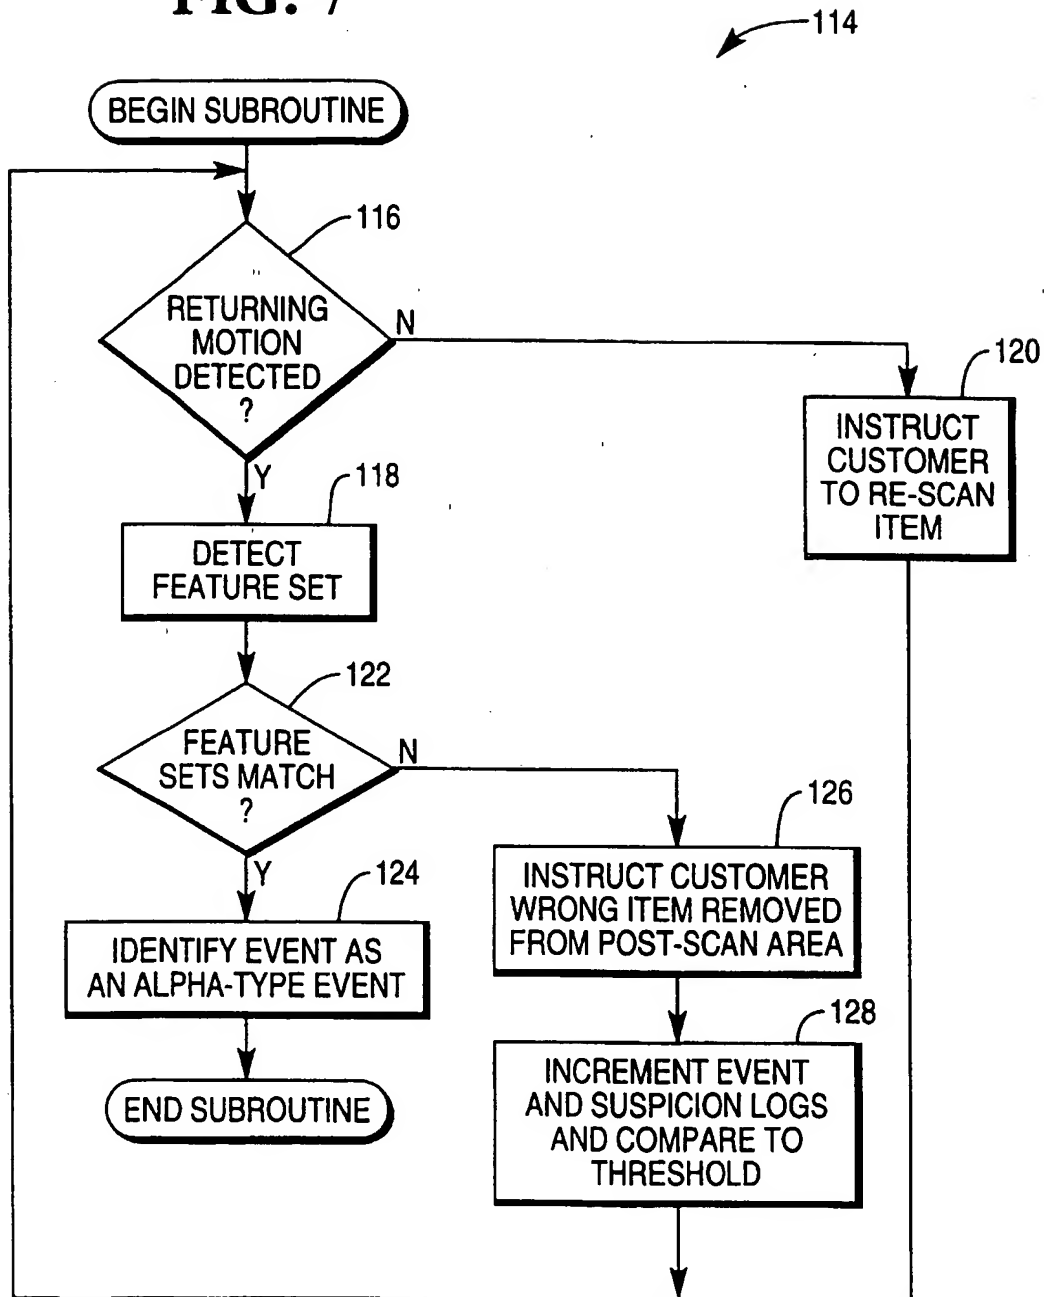 FIG. 7
114
BEGIN SUBROUTINE
116
RETURNING
MOTION
DETECTED
?
N
Y
120
INSTRUCT
CUSTOMER
TO RE-SCAN
ITEM
118
DETECT
FEATURE SET
122
FEATURE
SETS MATCH
?
N
Y
124
IDENTIFY EVENT AS
AN ALPHA-TYPE EVENT
END SUBROUTINE
126
INSTRUCT CUSTOMER
WRONG ITEM REMOVED
FROM POST-SCAN AREA
128
INCREMENT EVENT
AND SUSPICION LOGS
AND COMPARE TO
THRESHOLD